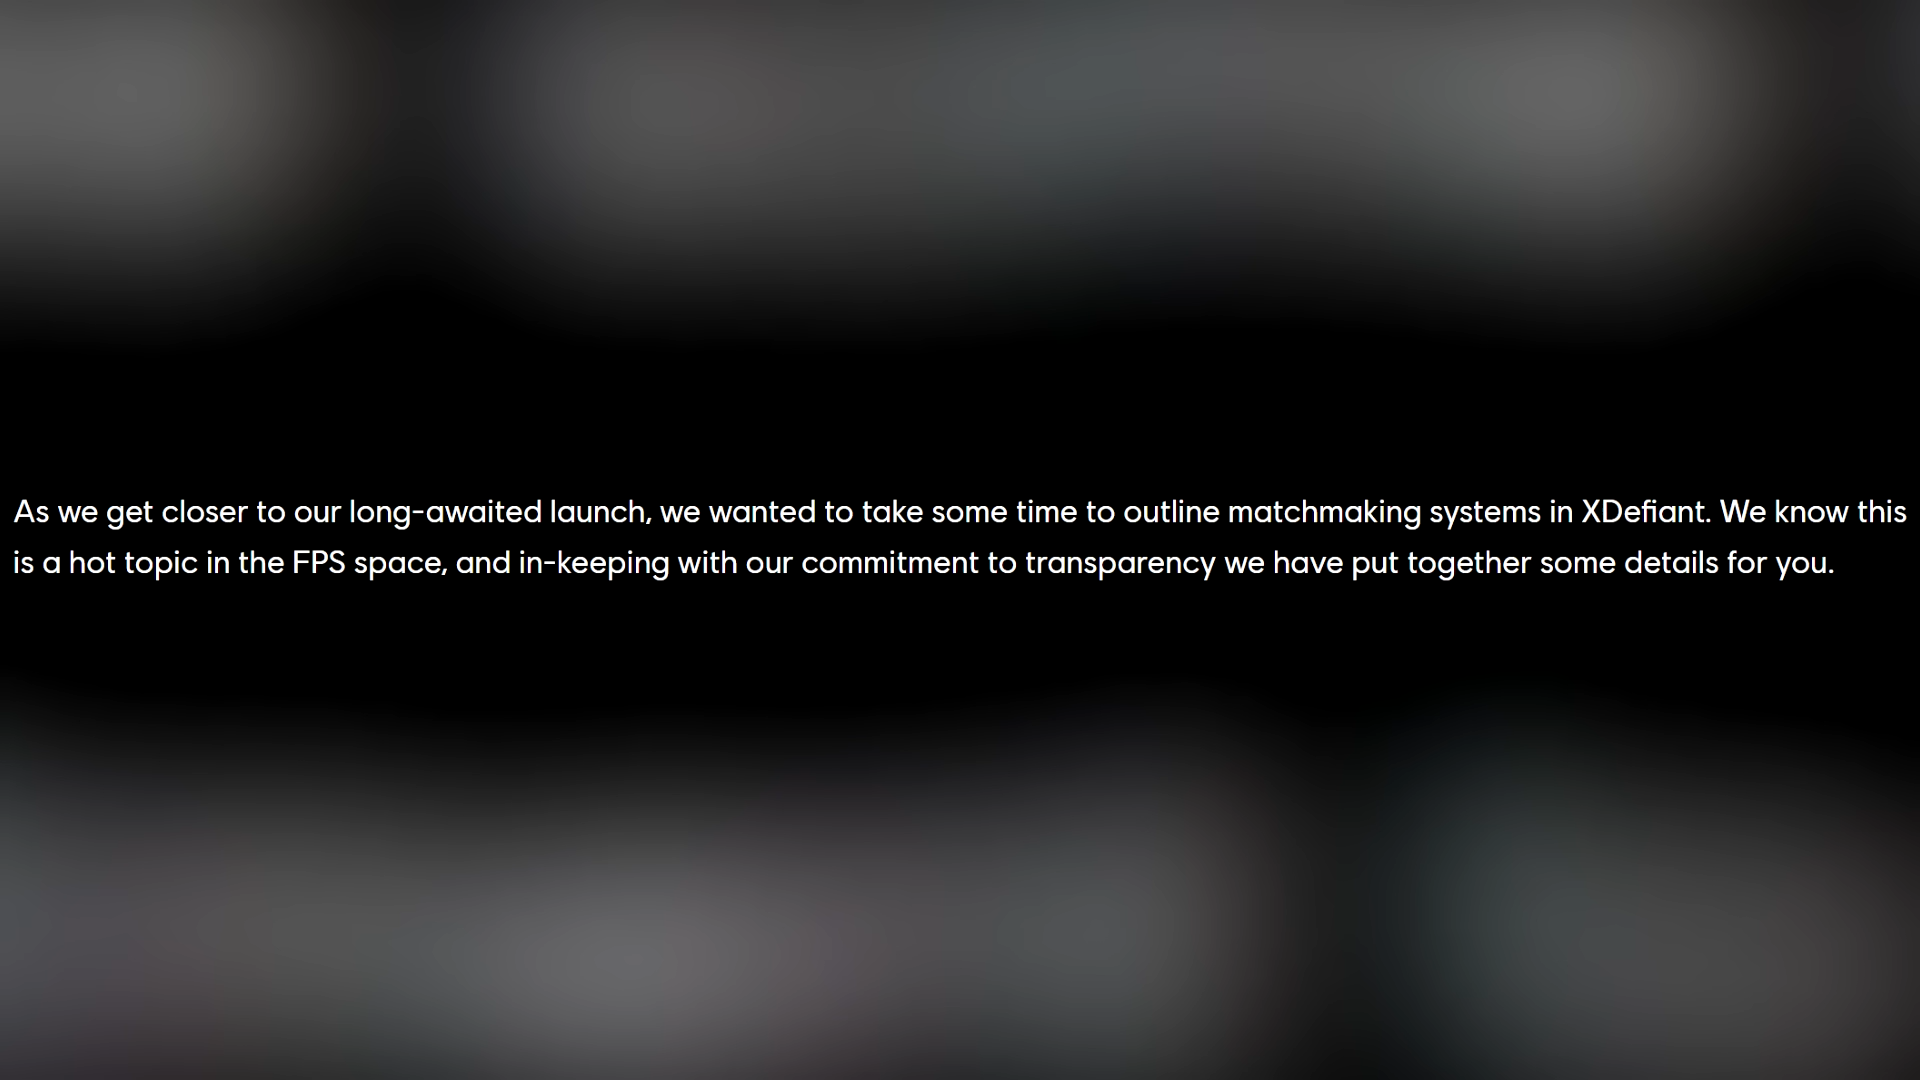 As we get closer to our long-awaited launch, we wanted to take some time to outline matchmaking systems in XDefiant. We know this
is a hot topic in the FPS space, and in-keeping with our commitment to transparency we have put together some details for you.